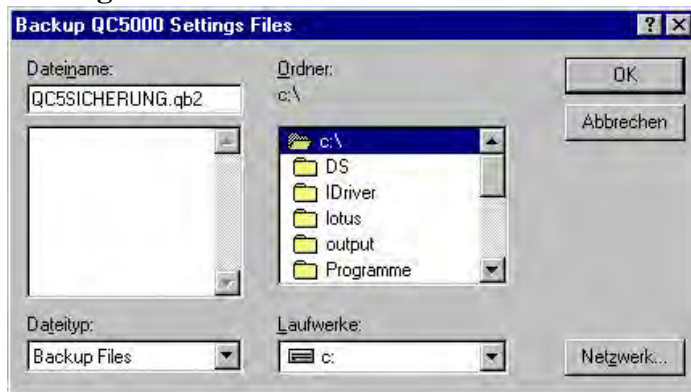 Backup QC5000 Settings Files
Dateiname:
QC5SICHERUNG.qb2
Ordner:
c:\
c:\
DS
IDriver
lotus
output
Programme
OK
Abbrechen
Dateityp:
Backup Files
Laufwerke:
c:
Netzwerk...